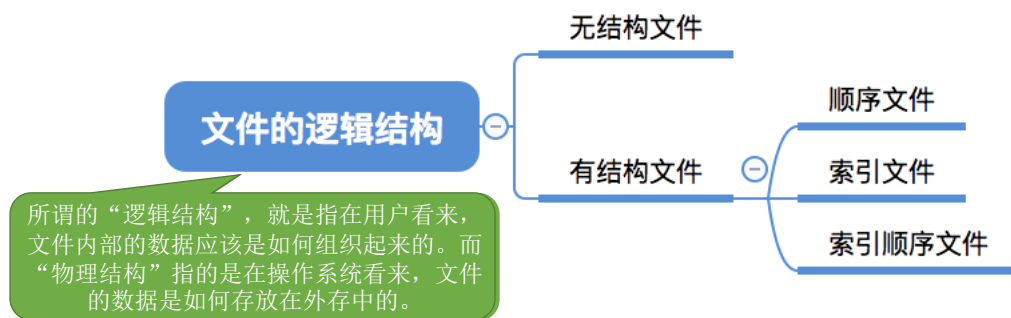 无结构文件
顺序文件
文件的逻辑结构
有结构文件
索引文件
索引顺序文件
所谓的“逻辑结构”，就是指在用户看来，
文件内部的数据应该是如何组织起来的。而
“物理结构”指的是在操作系统看来，文件
的数据是如何存放在外存中的。